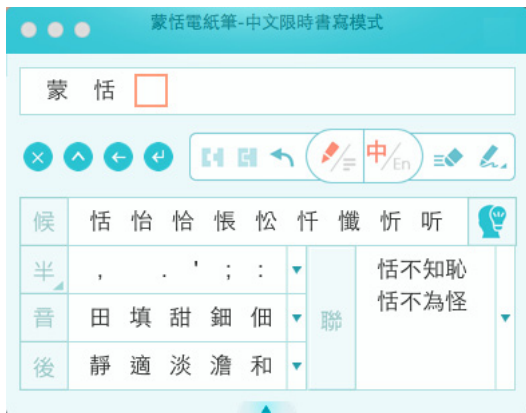 蒙恬電紙筆-中文限時書寫模式
蒙 恬
中/En
候 恬 怡 恰 悵 忪 忏 懺 忻 听
半 , . ' ; :
音 田 填 甜 鈿 佃
後 靜 適 淡 澹 和
聯
恬不知恥
恬不為怪